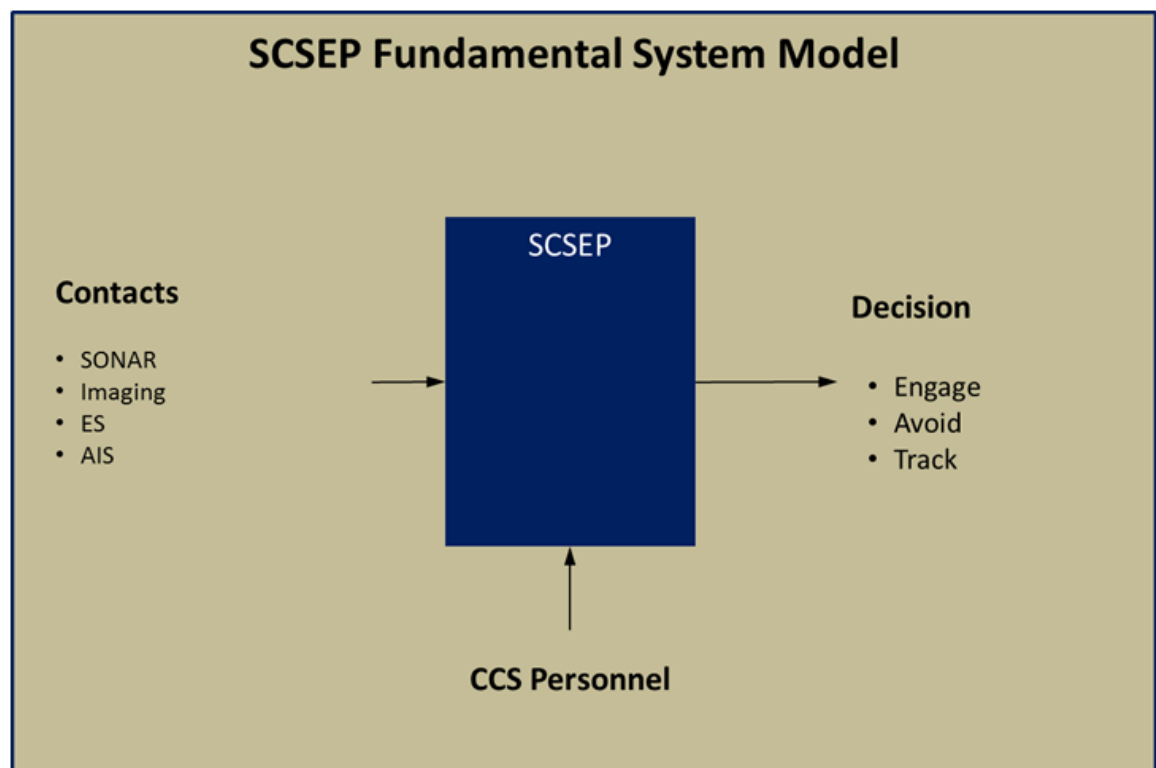 SCSEP Fundamental System Model
SCSEP
Contacts
• SONAR
• Imaging
• ES
• AIS
Decision
• Engage
• Avoid
• Track
CCS Personnel